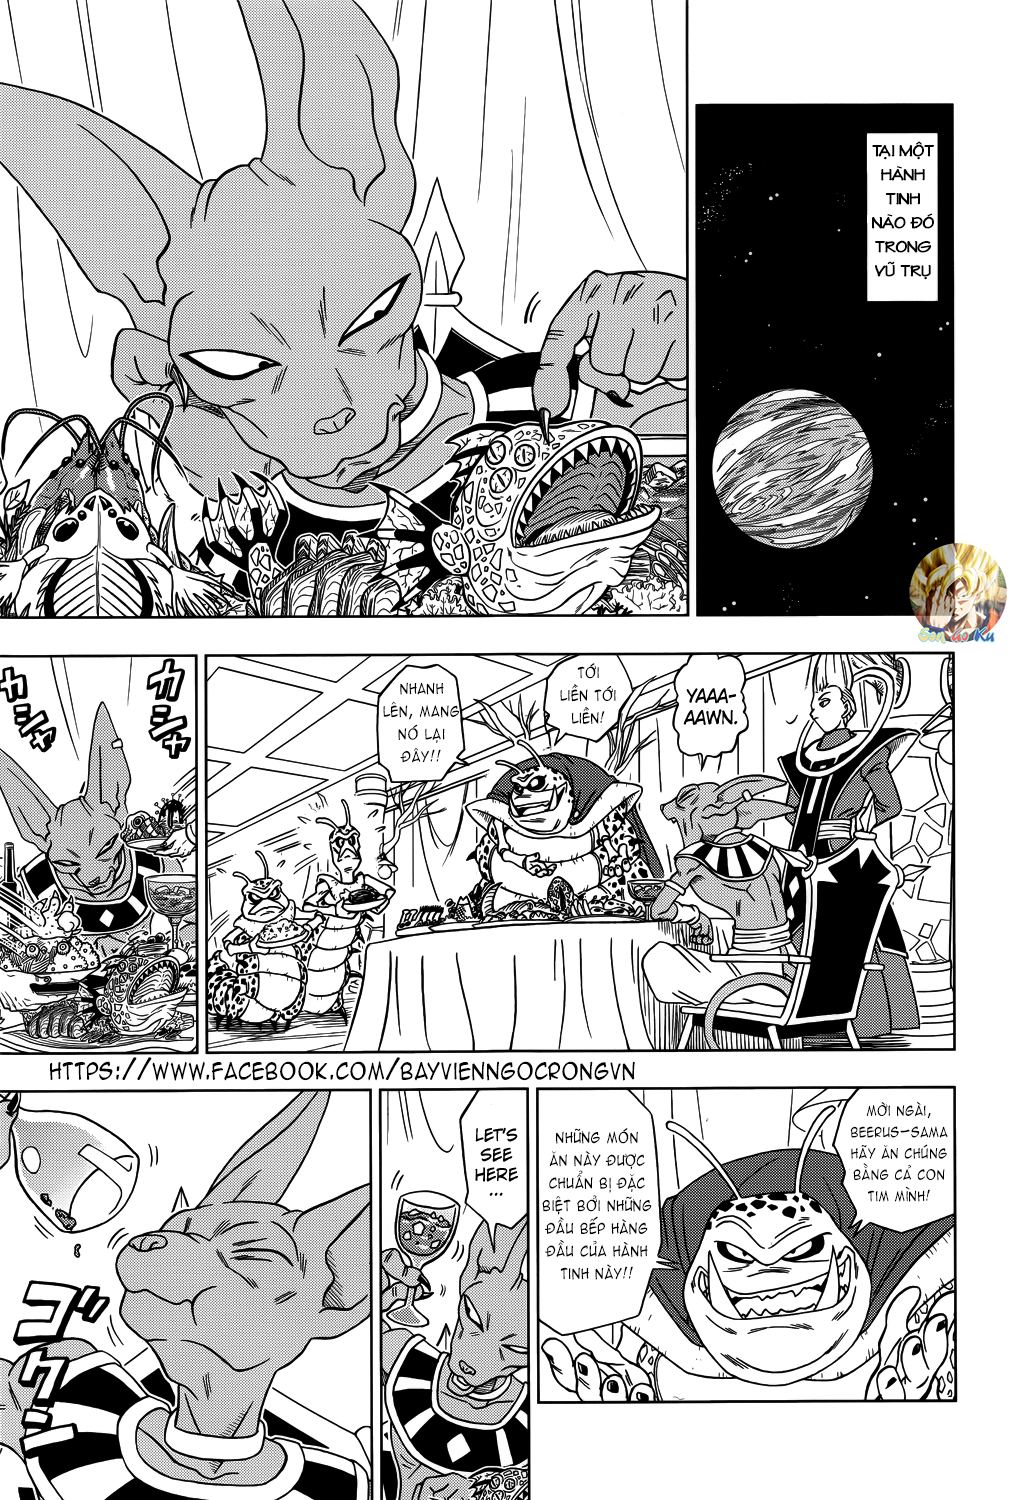 TẠI MỘT
HÀNH
TINH
NÀO ĐÓ
TRONG
VŨ TRỤ
Son Go Ku
YAAA-
AAWN.
TỚI
LIỀN TỚI
LIỀN!
NHANH
LÊN, MANG
NÓ LẠI
ĐÂY!!
カシャ
カシャ
HTTPS://WWW.FACEBOOK.COM/BAYVIENNGOCRONGVN
MỜI NGÀI,
BEERUS-SAMA
HÃY ĂN CHÚNG
BẰNG CẢ CON
TIM MÌNH!
NHỮNG MÓN
ĂN NÀY ĐƯỢC
CHUẨN BỊ ĐẶC
BIỆT BỞI NHỮNG
ĐẦU BẾP HÀNG
ĐẦU CỦA HÀNH
TINH NÀY!!
LET'S
SEE
HERE
...
ゴクン